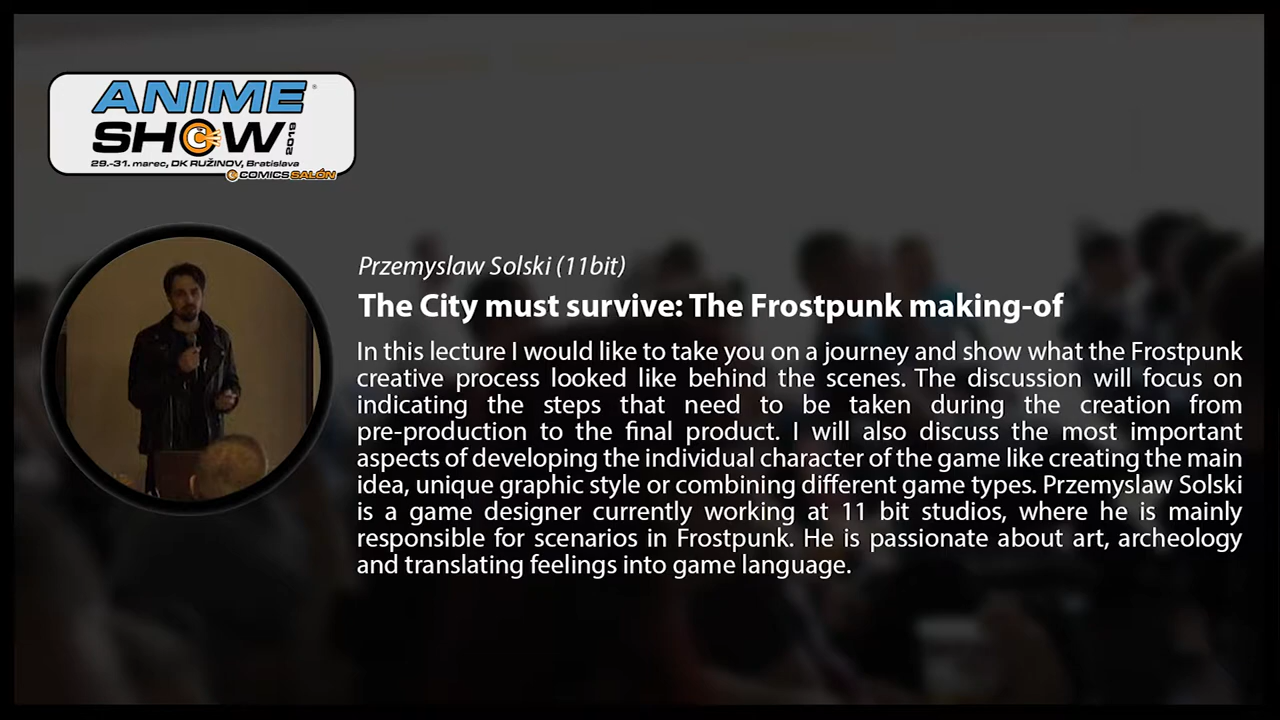 ANIME
SHOW 2019
29.-31. marec, DK RUŽINOV, Bratislava
COMICS SALÓN
Przemyslaw Solski (11bit)
The City must survive: The Frostpunk making-of
In this lecture I would like to take you on a journey and show what the Frostpunk
creative process looked like behind the scenes. The discussion will focus on
indicating the steps that need to be taken during the creation from
pre-production to the final product. I will also discuss the most important
aspects of developing the individual character of the game like creating the main
idea, unique graphic style or combining different game types. Przemyslaw Solski
is a game designer currently working at 11 bit studios, where he is mainly
responsible for scenarios in Frostpunk. He is passionate about art, archeology
and translating feelings into game language.